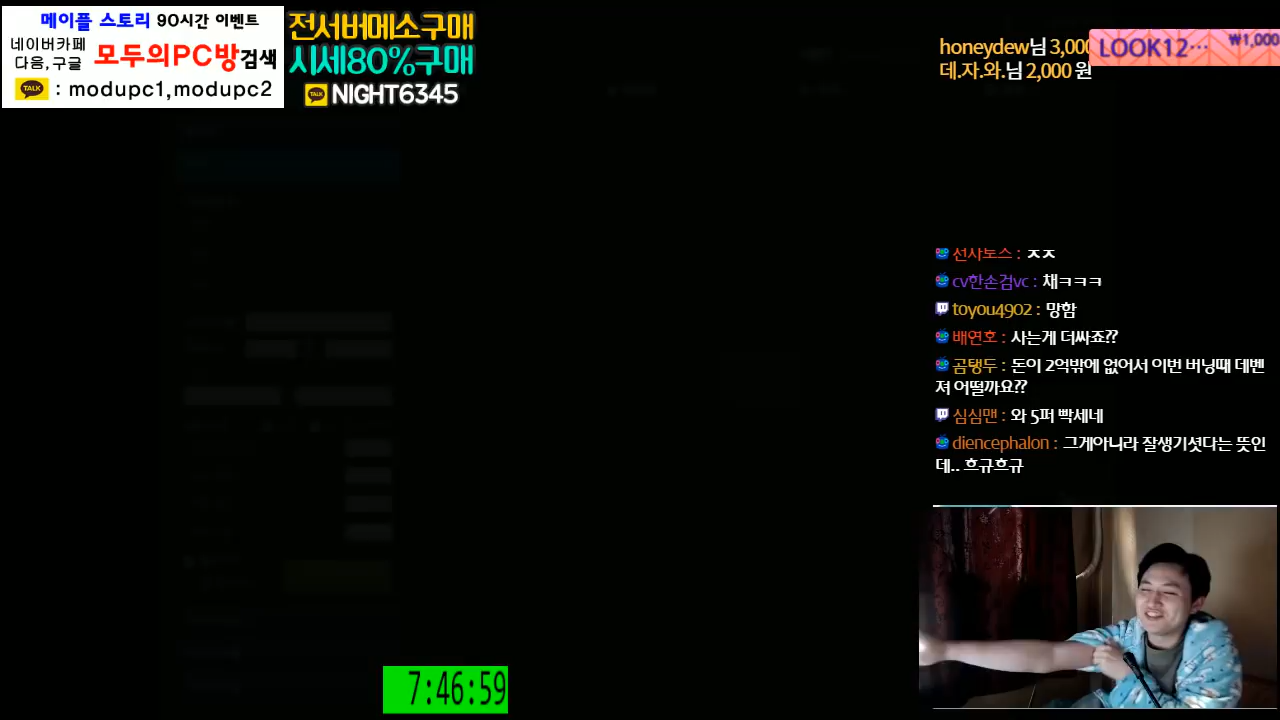 메이플 스토리 90시간 이벤트
네이버카페
다음,구글 모두의PC방검색
TALK : modupc1,modupc2
전서버메소구매
시세80%구매
TALK NIGHT6345
honeydew님 3,000
데.자.와.님 2,000 원
LOOK12… ₩1,000
선사토스 : ㅈㅈ
cv한손검vc : 채ㅋㅋㅋ
toyou4902 : 망함
배연호 : 사는게 더싸죠??
곰탱두 : 돈이 2억밖에 없어서 이번 버닝때 데벤
져 어떨까요??
심심맨 : 와 5퍼 빡세네
diencephalon : 그게아니라 잘생기셧다는 뜻인
데.. 흐규흐규
7:46:59